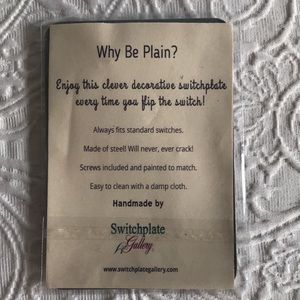 Why Be Plain?
Enjoy this clever decorative switchplate
every time you flip the switch!
Always fits standard switches.
Made of steel! Will never, ever crack!
Screws included and painted to match.
Easy to clean with a damp cloth.
Handmade by
Switchplate
Gallery
www.switchplategallery.com